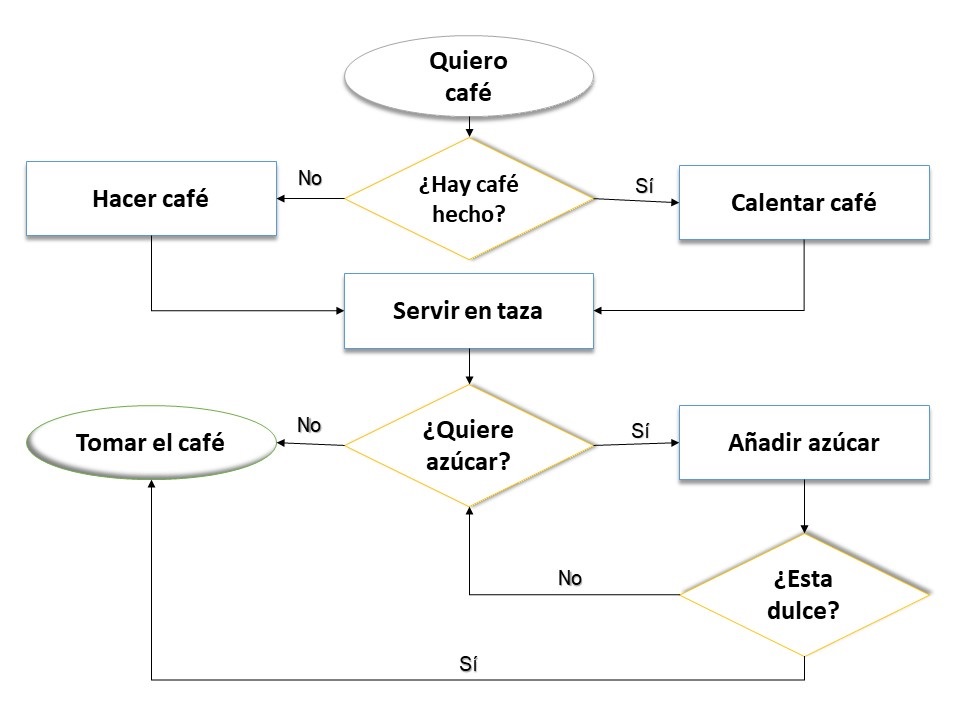 Quiero
café
No
¿Hay café
hecho?
Sí
Hacer café
Calentar café
Servir en taza
No
¿Quiere
azúcar?
Sí
Tomar el café
Añadir azúcar
No
¿Esta
dulce?
Sí